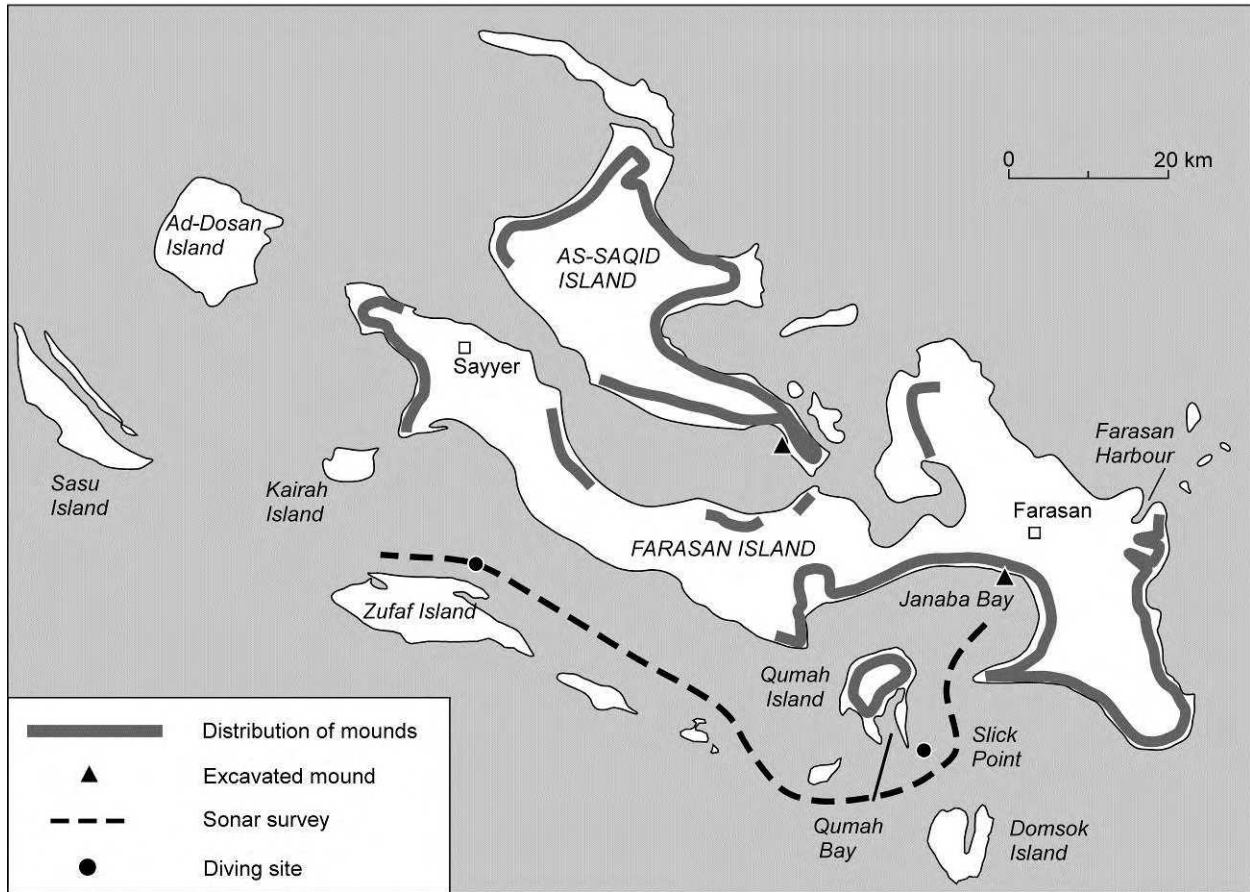 0 20 km
Ad-Dosan
Island
AS-SAQID
ISLAND
Sayyer
Farasan
Harbour
Sasu
Island
Kairah
Island
Farasan
FARASAN ISLAND
Janaba Bay
Zufaf Island
Qumah
Island
Slick
Point
Qumah
Bay
Domsok
Island
Distribution of mounds
Excavated mound
Sonar survey
Diving site